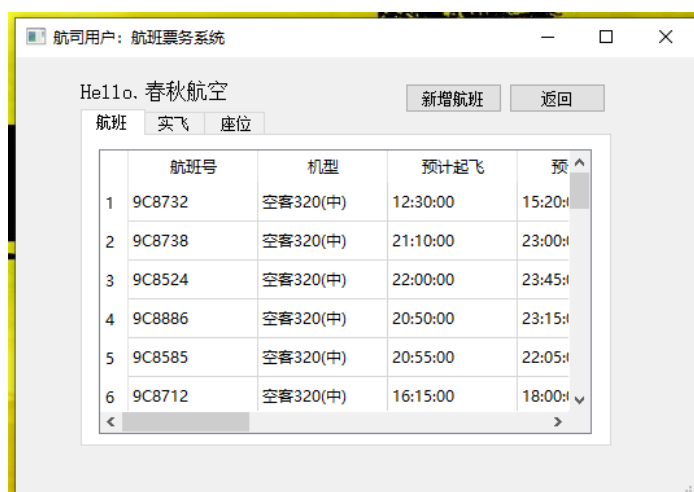 航司用户：航班票务系统
Hello. 春秋航空 新增航班 返回
航班 实飞 座位
航班号 机型 预计起飞 预
1 9C8732 空客320(中) 12:30:00 15:20:
2 9C8738 空客320(中) 21:10:00 23:00:
3 9C8524 空客320(中) 22:00:00 23:45:
4 9C8886 空客320(中) 20:50:00 23:15:
5 9C8585 空客320(中) 20:55:00 22:05:
6 9C8712 空客320(中) 16:15:00 18:00: